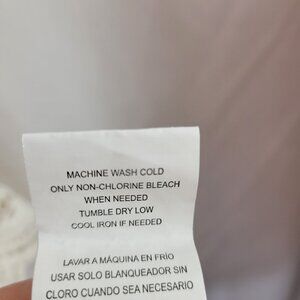 MACHINE WASH COLD
ONLY NON-CHLORINE BLEACH
WHEN NEEDED
TUMBLE DRY LOW
COOL IRON IF NEEDED
LAVAR A MÁQUINA EN FRÍO
USAR SOLO BLANQUEADOR SIN
CLORO CUANDO SEA NECESARIO